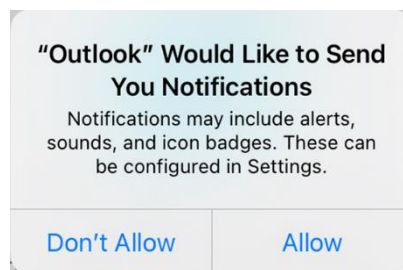 “Outlook” Would Like to Send
You Notifications
Notifications may include alerts,
sounds, and icon badges. These can
be configured in Settings.
Don’t Allow
Allow